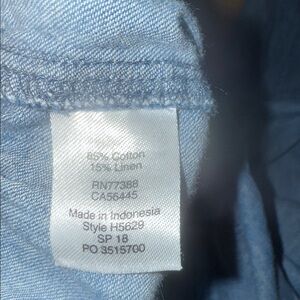 85% Cotton
15% Linen
RN77388
CA56445
Made in Indonesia
Style H5629
SP 18
PO 3515700